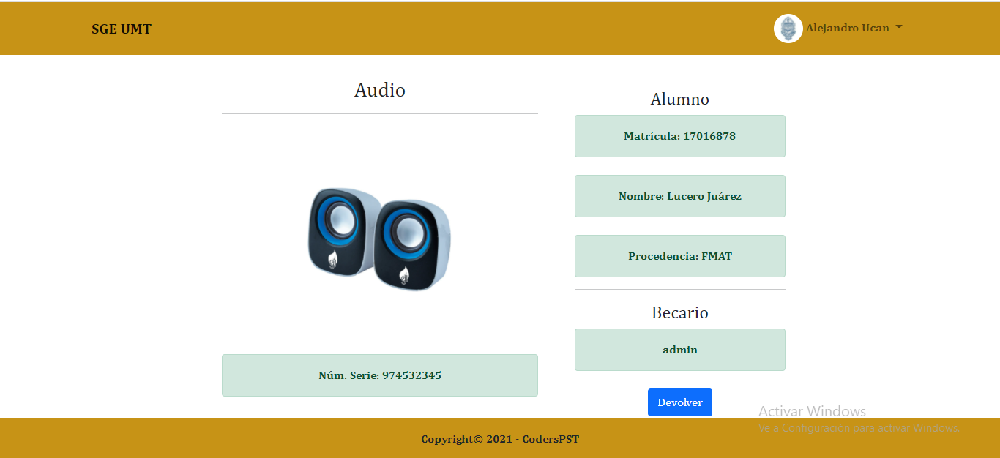 SGE UMT
Alejandro Ucan
Audio
Núm. Serie: 974532345
Alumno
Matrícula: 17016878
Nombre: Lucero Juárez
Procedencia: FMAT
Becario
admin
Devolver
Activar Windows
Ve a Configuración para activar Windows.
Copyright© 2021 - CodersPST